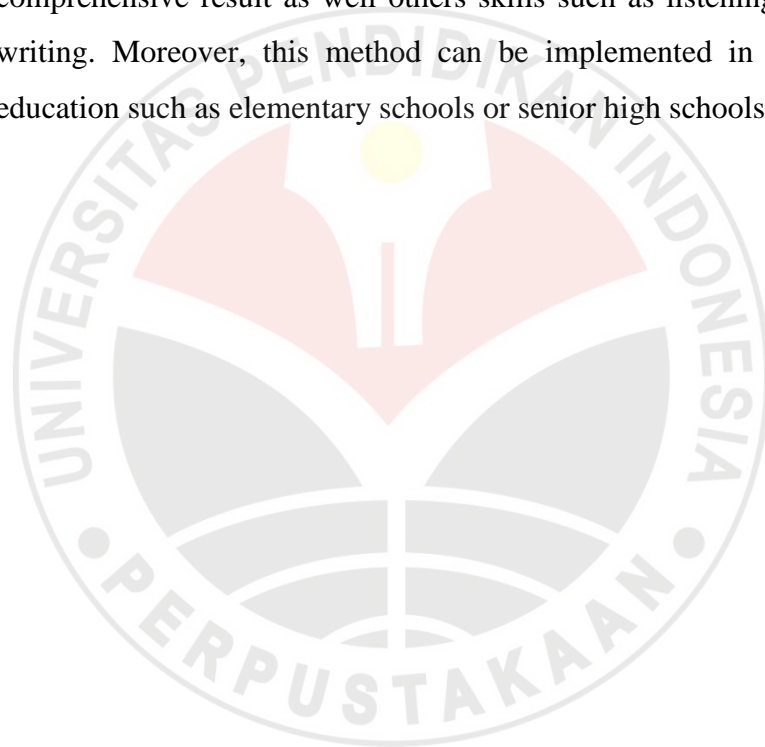 comprehensive result as well others skills such as listening
writing. Moreover, this method can be implemented in
education such as elementary schools or senior high schools
UNIVERSITAS PENDIDIKAN INDONESIA
PERPUSTAKAAN